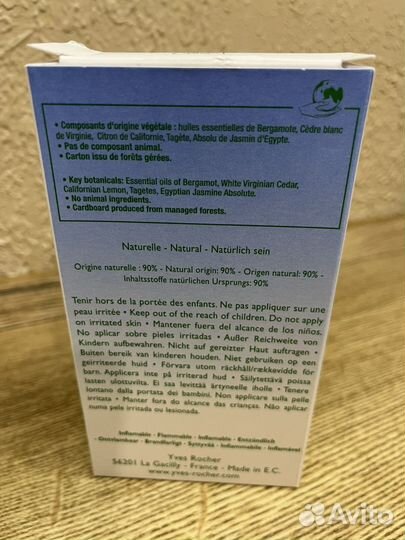 • Composants d'origine végétale : huiles essentielles de Bergamote, Cèdre blanc
de Virginie, Citron de Californie, Tagète, Absolu de Jasmin d'Egypte.
• Pas de composant animal.
• Carton issu de forêts gérées.
• Key botanicals: Essential oils of Bergamot, White Virginian Cedar,
Californian Lemon, Tagetes, Egyptian Jasmine Absolute.
• No animal ingredients.
• Cardboard produced from managed forests.
Naturelle - Natural - Natürlich sein
Origine naturelle : 90% - Natural origin: 90% - Origen natural: 90% -
Inhaltsstoffe natürlichen Ursprungs: 90%
Tenir hors de la portée des enfants. Ne pas appliquer sur une
peau irritée • Keep out of the reach of children. Do not apply
on irritated skin • Mantener fuera del alcance de los niños.
No aplicar sobre pieles irritadas • Außer Reichweite von
Kindern aufbewahren. Nicht auf gereizter Haut auftragen •
Buiten bereik van kinderen houden. Niet gebruiken op een
geïrriteerde huid • Förvara utom räckhåll/rækkevidde för
barn. Applicera inte på irriterad hud • Säilytettävä poissa
lasten ulottuvilta. Ei saa levittää ärtyneelle iholle • Tenere
lontano dalla portata dei bambini. Non applicare sulla pelle
irritata • Manter fora do alcance das crianças. Não aplicar
numa pele irritada ou lesionada.
Inflammable - Flammable - Inflamable - Entzündlich
- Ontvlambaar - Brandfarligt - Syttyvää - Infiammabile - Inflamável
Yves Rocher
56201 La Gacilly - France - Made in E.C.
www.yves-rocher.com
Avito